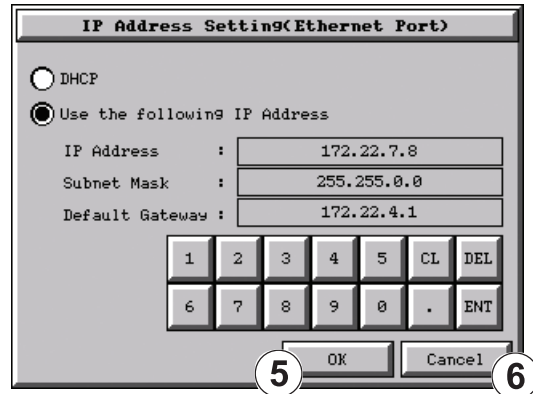 IP Address Setting(Ethernet Port)
DHCP
Use the following IP Address
IP Address : 172.22.7.8
Subnet Mask : 255.255.0.0
Default Gateway : 172.22.4.1
1 2 3 4 5 CL DEL
6 7 8 9 0 . ENT
5 OK Cancel 6